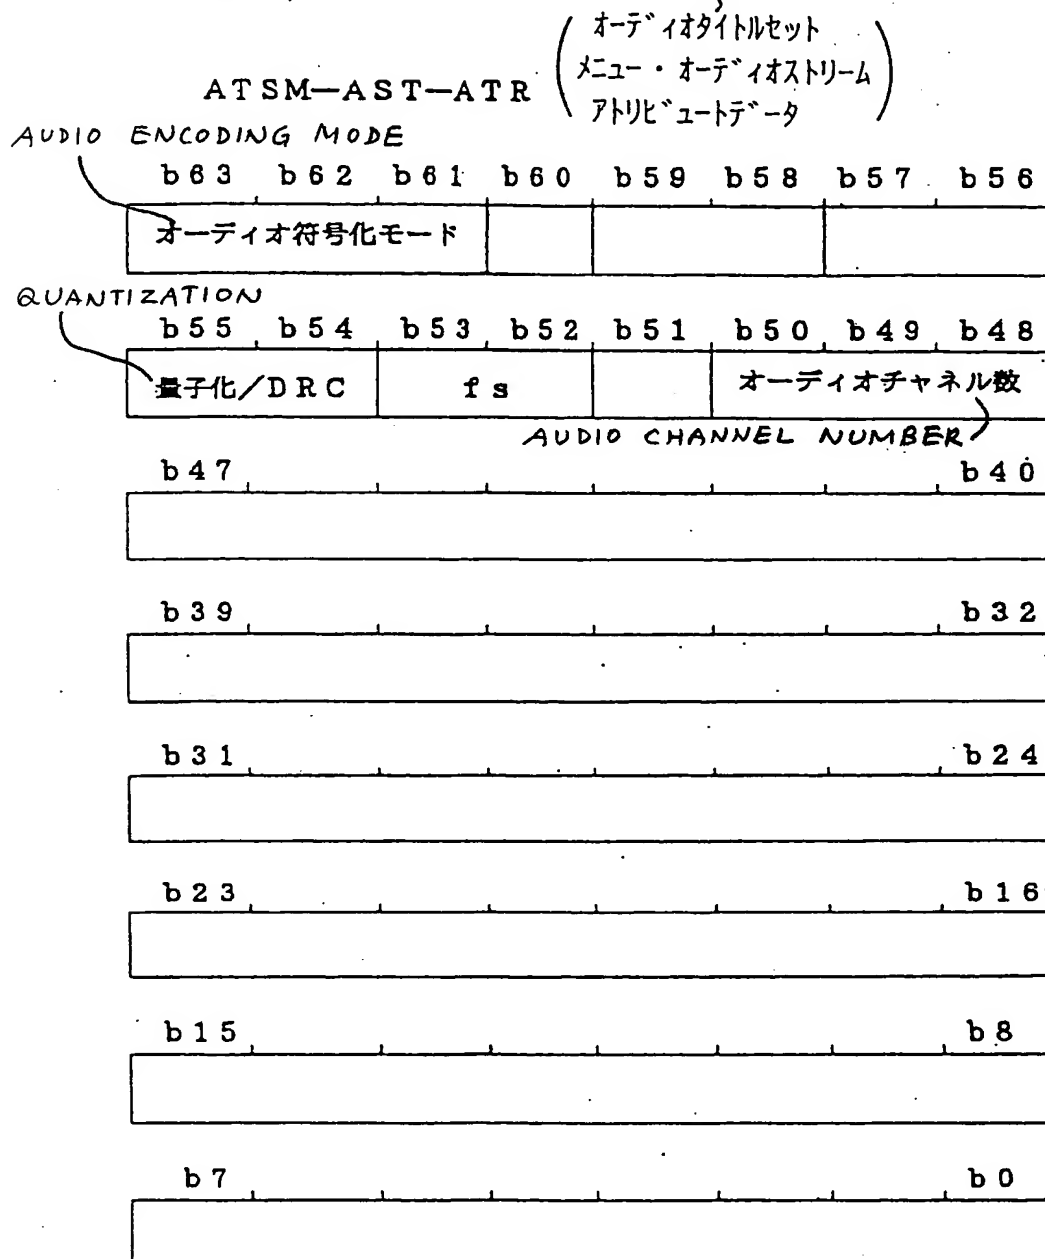 オーディオタイトルセット
メニュー・オーディオストリーム
アトリビュートデータ
ATSM—AST—ATR
AUDIO ENCODING MODE
b63 b62 b61 b60 b59 b58 b57 b56
オーディオ符号化モード
QUANTIZATION
b55 b54 b53 b52 b51 b50 b49 b48
量子化/DRC fs オーディオチャネル数
AUDIO CHANNEL NUMBER
b47 b40
b39 b32
b31 b24
b23 b16
b15 b8
b7 b0